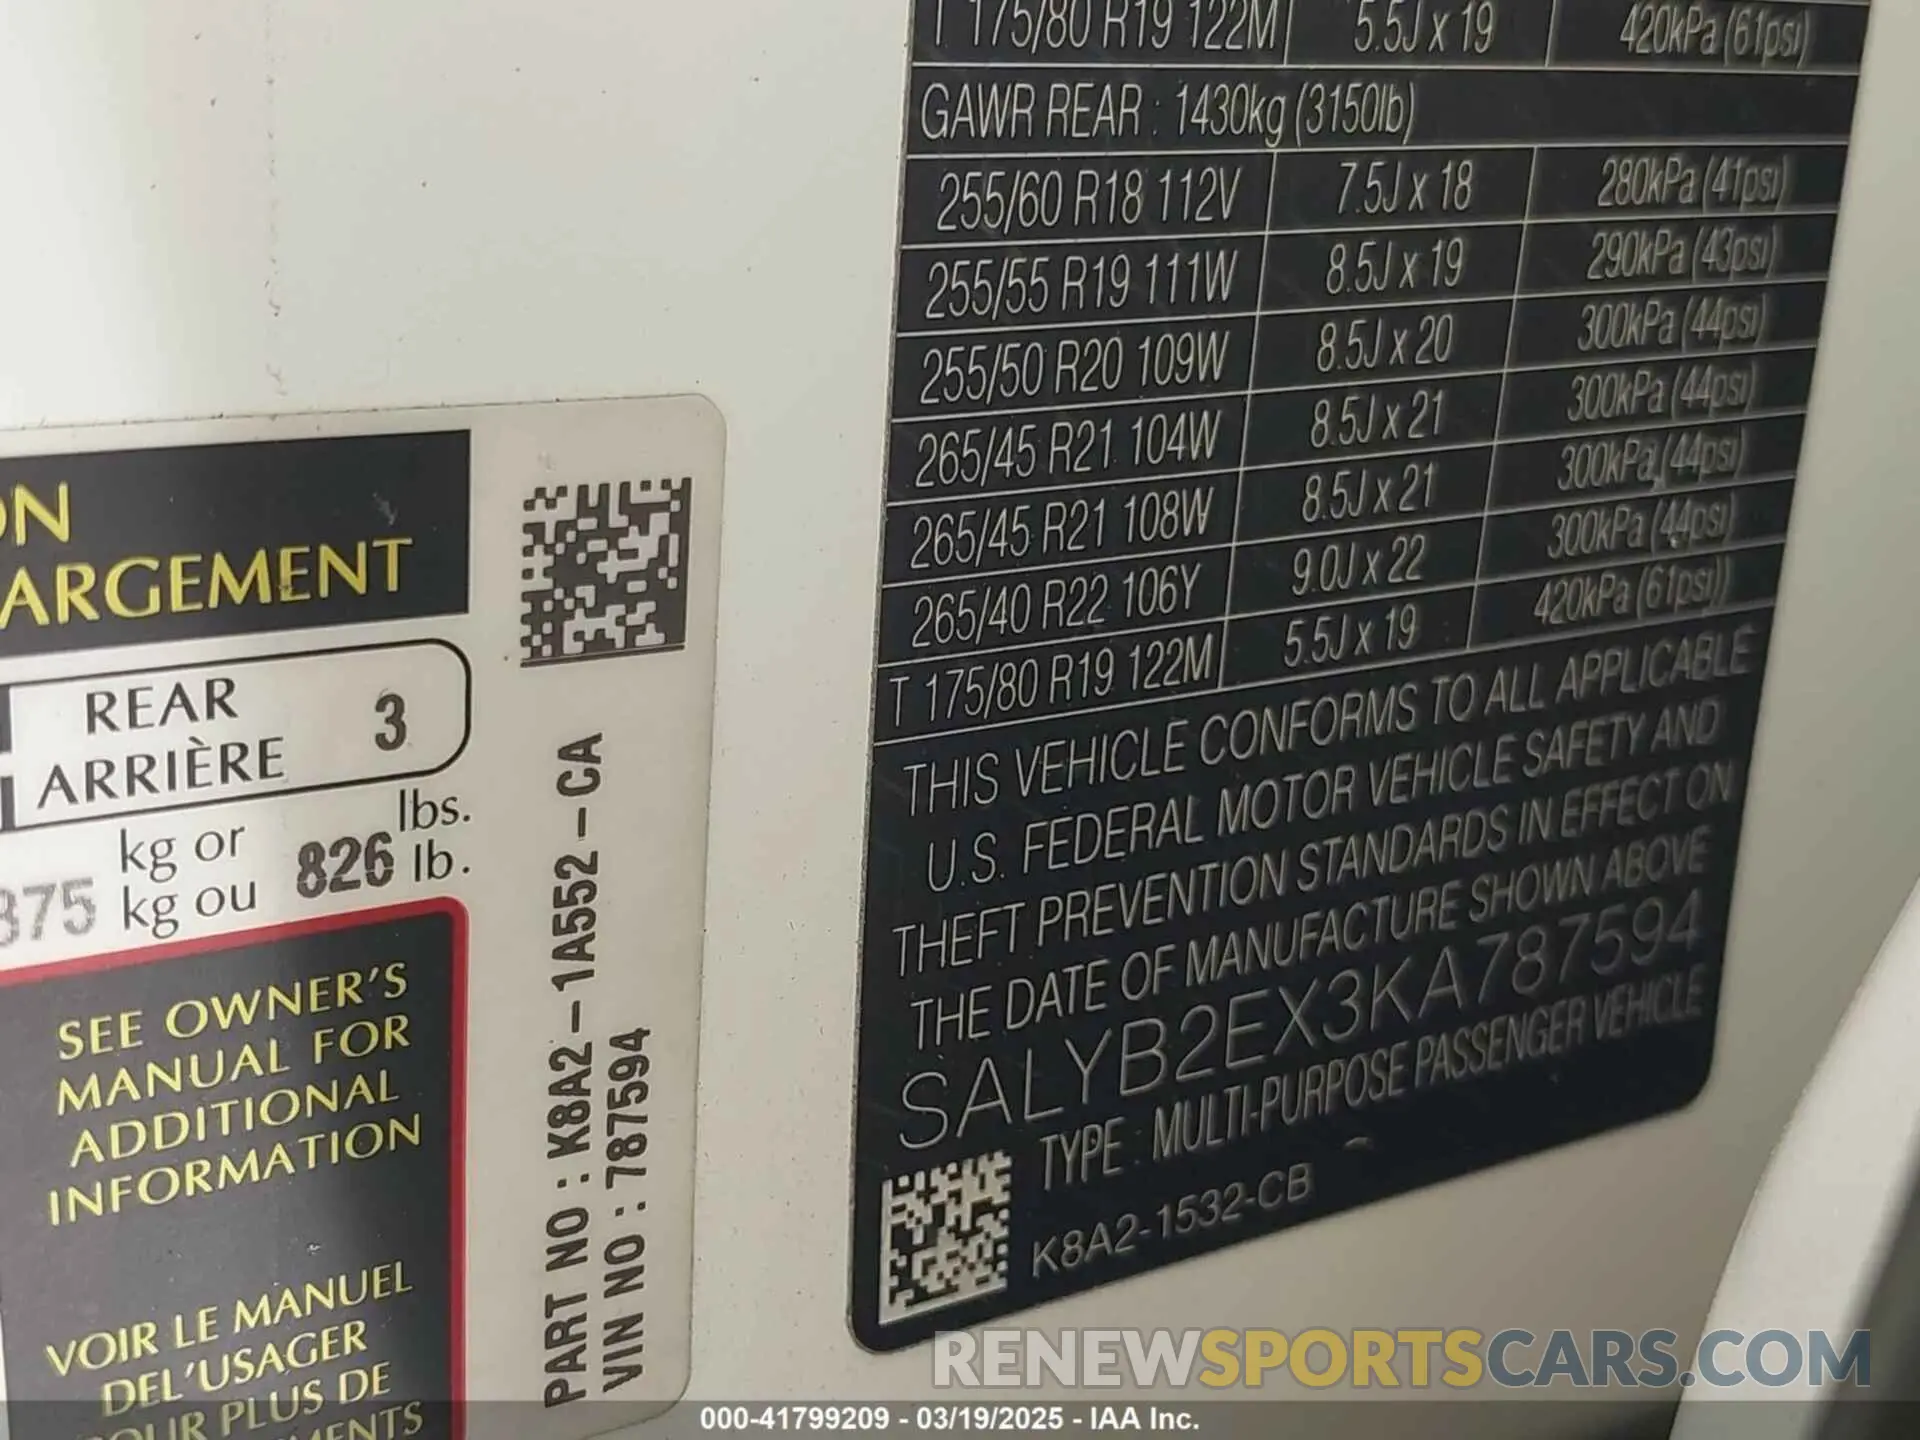 T 175/80 R19 122M 5.5J x 19 420kPa (61psi)
GAWR REAR : 1430kg (3150lb)
255/60 R18 112V 7.5J x 18 280kPa (41psi)
255/55 R19 111W 8.5J x 19 290kPa (43psi)
255/50 R20 109W 8.5J x 20 300kPa (44psi)
265/45 R21 104W 8.5J x 21 300kPa (44psi)
265/45 R21 108W 8.5J x 21 300kPa (44psi)
265/40 R22 106Y 9.0J x 22 300kPa (44psi)
T 175/80 R19 122M 5.5J x 19 420kPa (61psi))
THIS VEHICLE CONFORMS TO ALL APPLICABLE
U.S. FEDERAL MOTOR VEHICLE SAFETY AND
THEFT PREVENTION STANDARDS IN EFFECT ON
THE DATE OF MANUFACTURE SHOWN ABOVE
SALYB2EX3KA787594
TYPE : MULTI-PURPOSE PASSENGER VEHICLE
K8A2-1532-CB
ON
ARGEMENT
REAR 3
ARRIÈRE
kg or lbs.
375 kg ou 826 lb.
SEE OWNER'S
MANUAL FOR
ADDITIONAL
INFORMATION
VOIR LE MANUEL
DEL'USAGER
POUR PLUS DE
PART NO : K8A2-1A552-CA
VIN NO : 787594
RENEWSPORTSCARS.COM
000-41799209 - 03/19/2025 - IAA Inc.